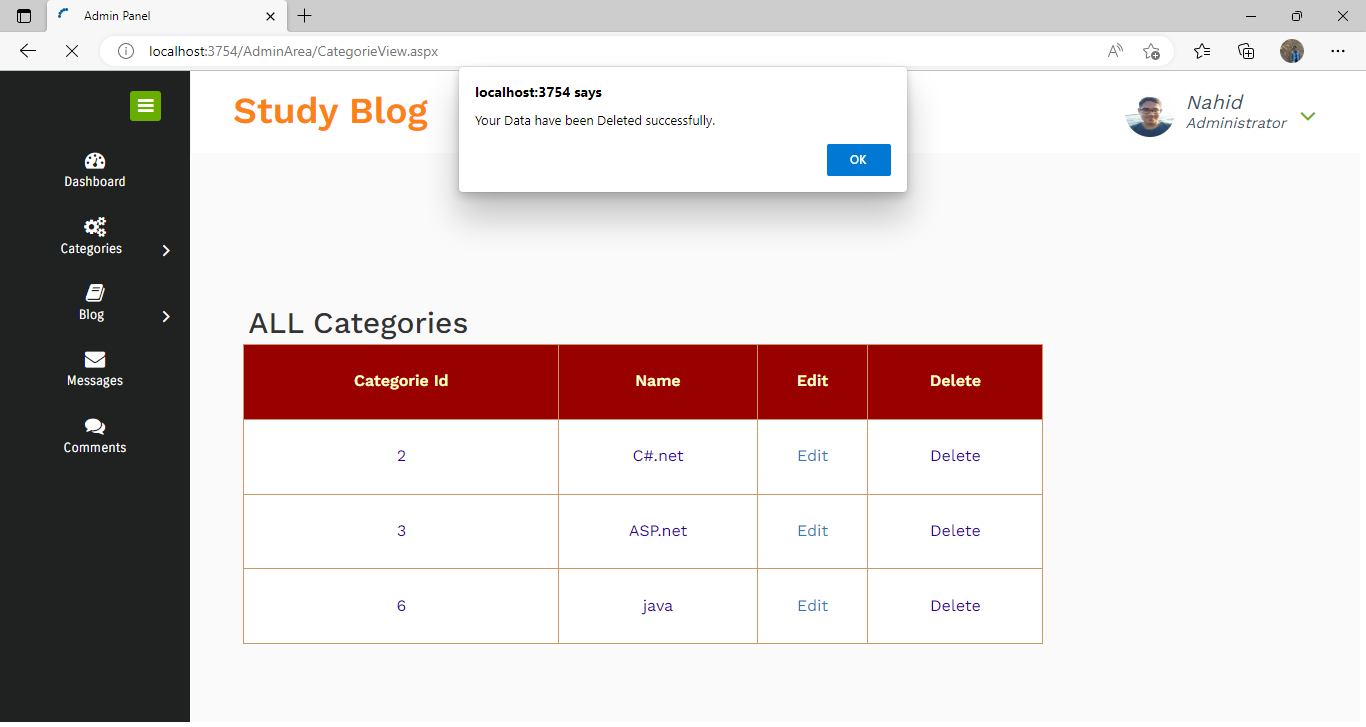 Admin Panel
localhost:3754/AdminArea/CategorieView.aspx
localhost:3754 says
Your Data have been Deleted successfully.
OK
Study Blog
Nahid
Administrator
Dashboard
Categories
Blog
Messages
Comments
ALL Categories
Categorie Id Name Edit Delete
2 C#.net Edit Delete
3 ASP.net Edit Delete
6 java Edit Delete